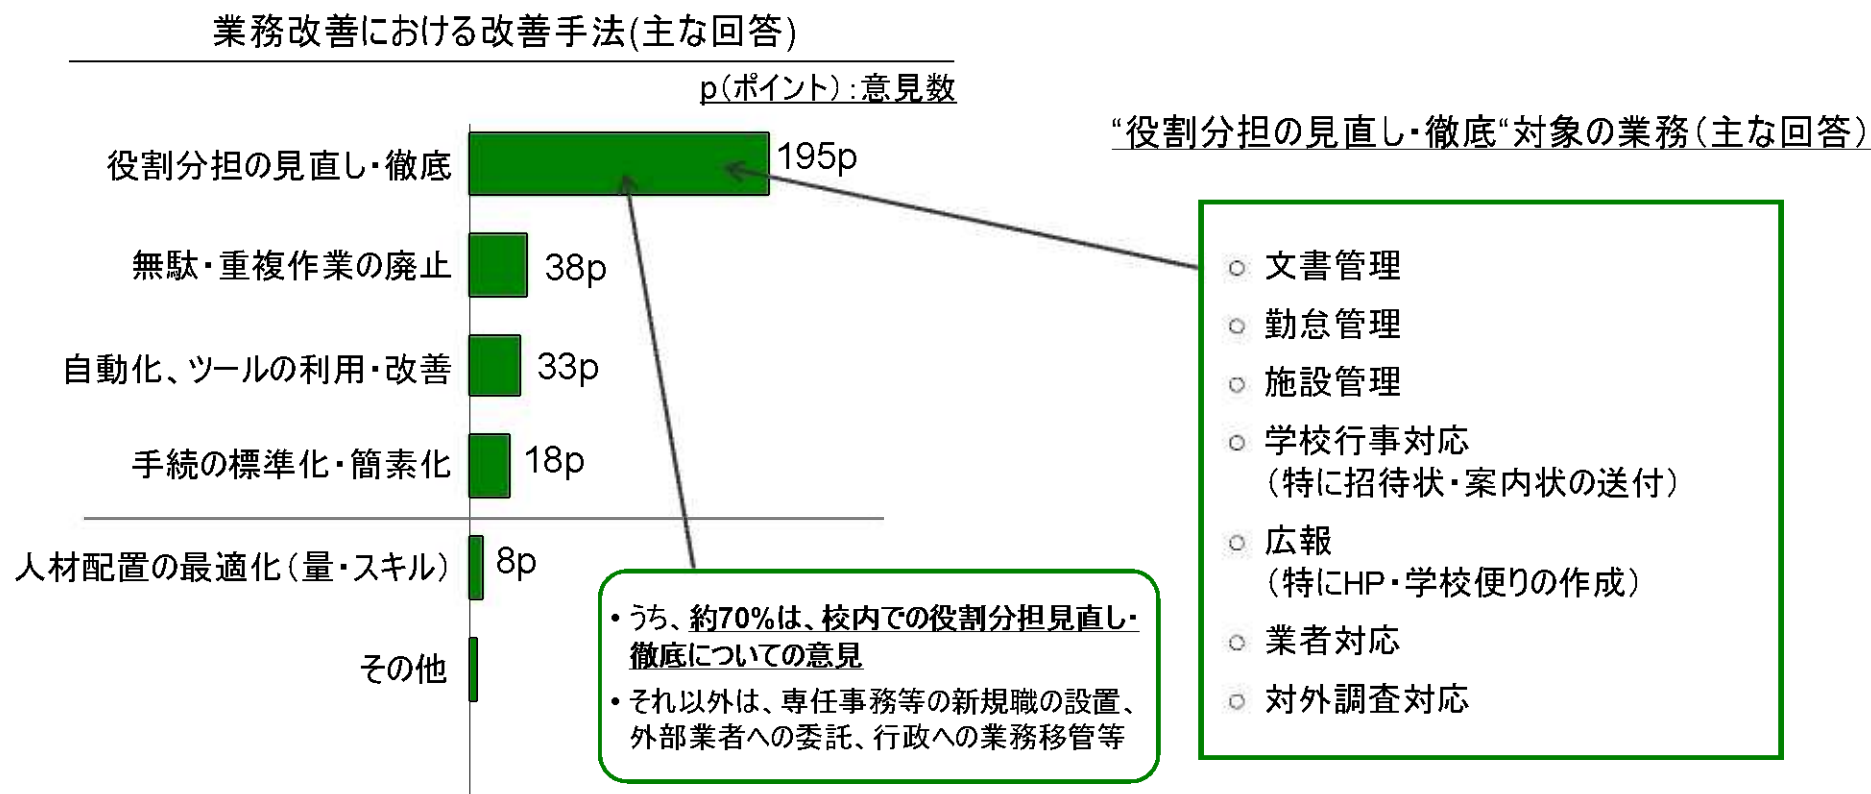 業務改善における改善手法(主な回答)
p(ポイント):意見数
役割分担の見直し・徹底
195p
無駄・重複作業の廃止
38p
自動化、ツールの利用・改善
33p
手続の標準化・簡素化
18p
人材配置の最適化(量・スキル)
8p
その他
• うち、約70%は、校内での役割分担見直し・
徹底についての意見
• それ以外は、専任事務等の新規職の設置、
外部業者への委託、行政への業務移管等
“役割分担の見直し・徹底“対象の業務(主な回答)
○ 文書管理
○ 勤怠管理
○ 施設管理
○ 学校行事対応
(特に招待状・案内状の送付)
○ 広報
(特にHP・学校便りの作成)
○ 業者対応
○ 対外調査対応